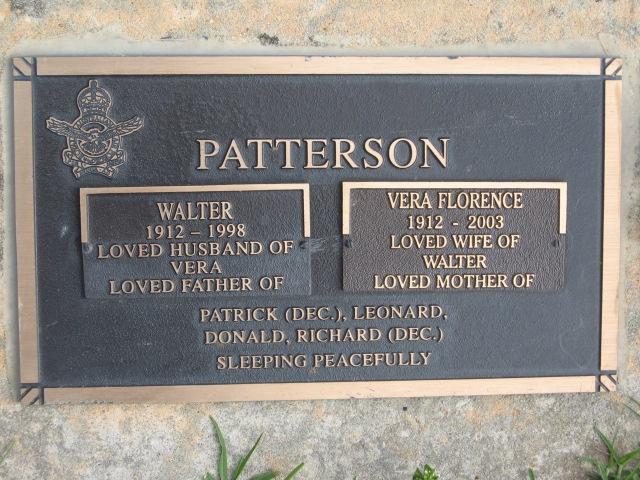 PATTERSON
WALTER
1912 – 1998
LOVED HUSBAND OF
VERA
LOVED FATHER OF
VERA FLORENCE
1912 - 2003
LOVED WIFE OF
WALTER
LOVED MOTHER OF
PATRICK (DEC.), LEONARD,
DONALD, RICHARD (DEC.)
SLEEPING PEACEFULLY